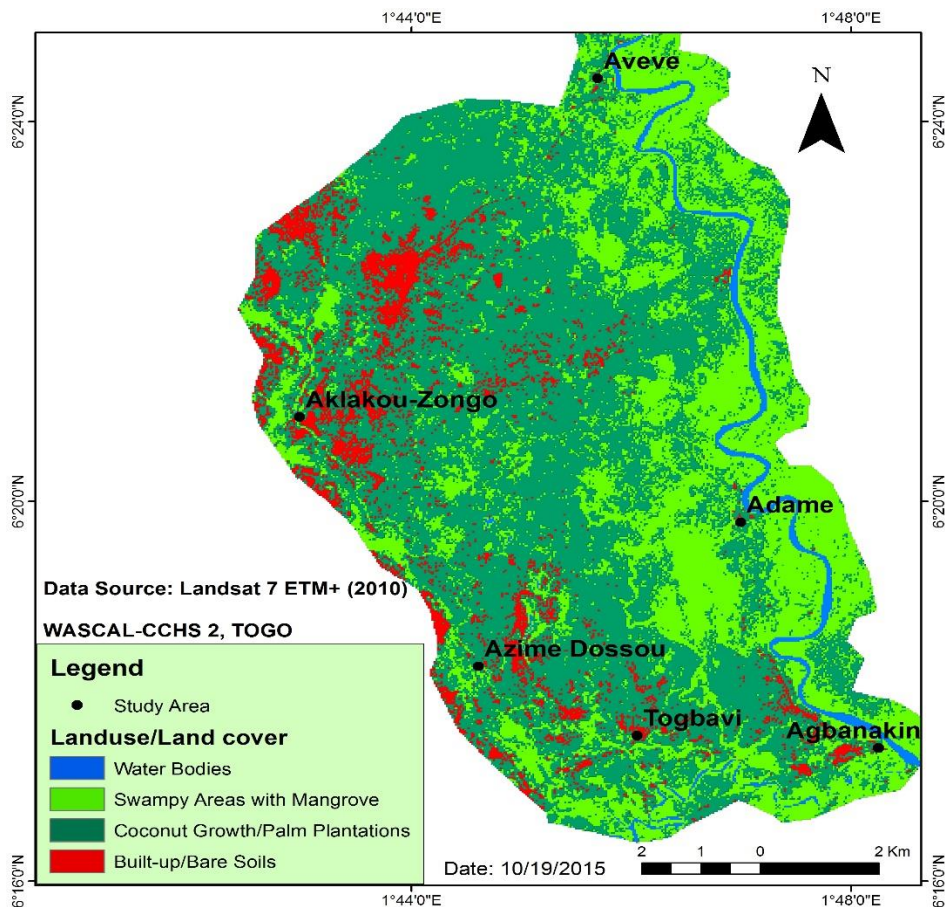 1°44'0"E
1°48'0"E
Aveve
N
6°24'0"N
6°24'0"N
Aklakou-Zongo
6°20'0"N
6°20'0"N
Adame
Data Source: Landsat 7 ETM+ (2010)
WASCAL-CCHS 2, TOGO
Legend
Study Area
Landuse/Land cover
Water Bodies
Swampy Areas with Mangrove
Coconut Growth/Palm Plantations
Built-up/Bare Soils
Azime Dossou
Togbavi
Agbanakin
Date: 10/19/2015
2 1 0 2 Km
6°16'0"N
6°16'0"N
1°44'0"E
1°48'0"E